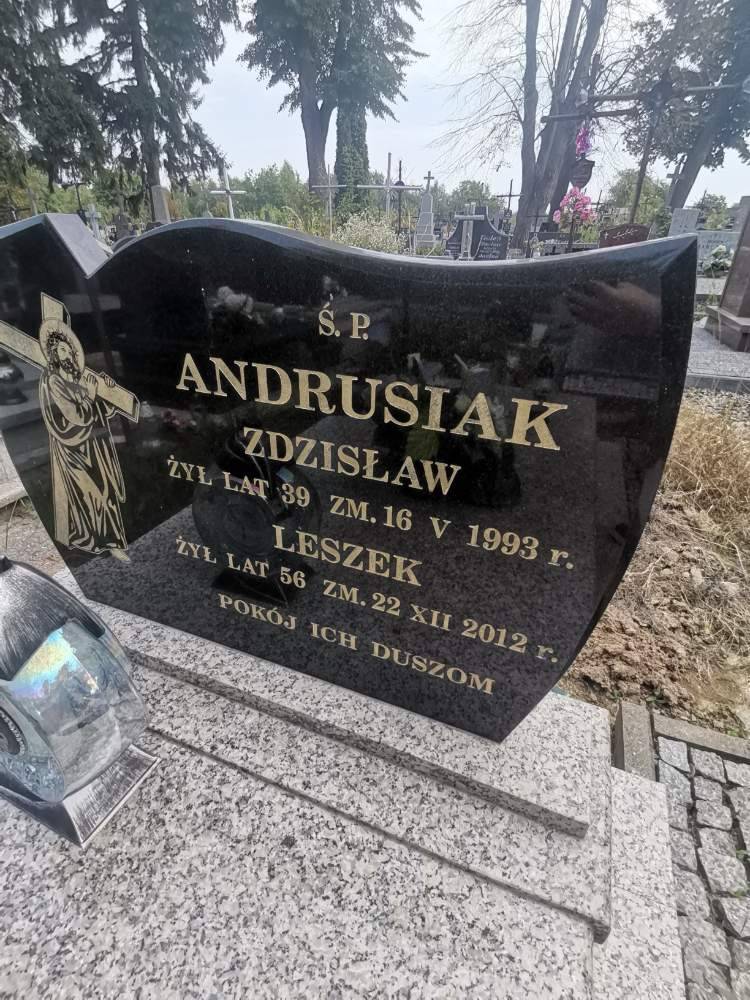 Ś. P.
ANDRUSIAK
ZDZISŁAW
ŻYŁ LAT 39 ZM. 16 V 1993 r.
LESZEK
ŻYŁ LAT 56 ZM. 22 XII 2012 r.
POKÓJ ICH DUSZOM